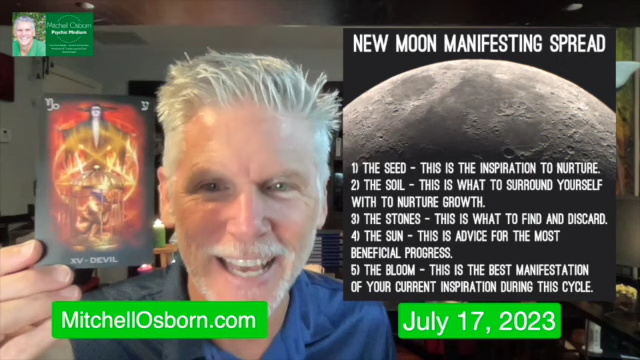 Mitchell Osborn
Psychic Medium
NEW MOON MANIFESTING SPREAD
1) THE SEED - THIS IS THE INSPIRATION TO NURTURE.
2) THE SOIL - THIS IS WHAT TO SURROUND YOURSELF
WITH TO NURTURE GROWTH.
3) THE STONES - THIS IS WHAT TO FIND AND DISCARD.
4) THE SUN - THIS IS ADVICE FOR THE MOST
BENEFICIAL PROGRESS.
5) THE BLOOM - THIS IS THE BEST MANIFESTATION
OF YOUR CURRENT INSPIRATION DURING THIS CYCLE.
XV - DEVIL
MitchellOsborn.com
July 17, 2023